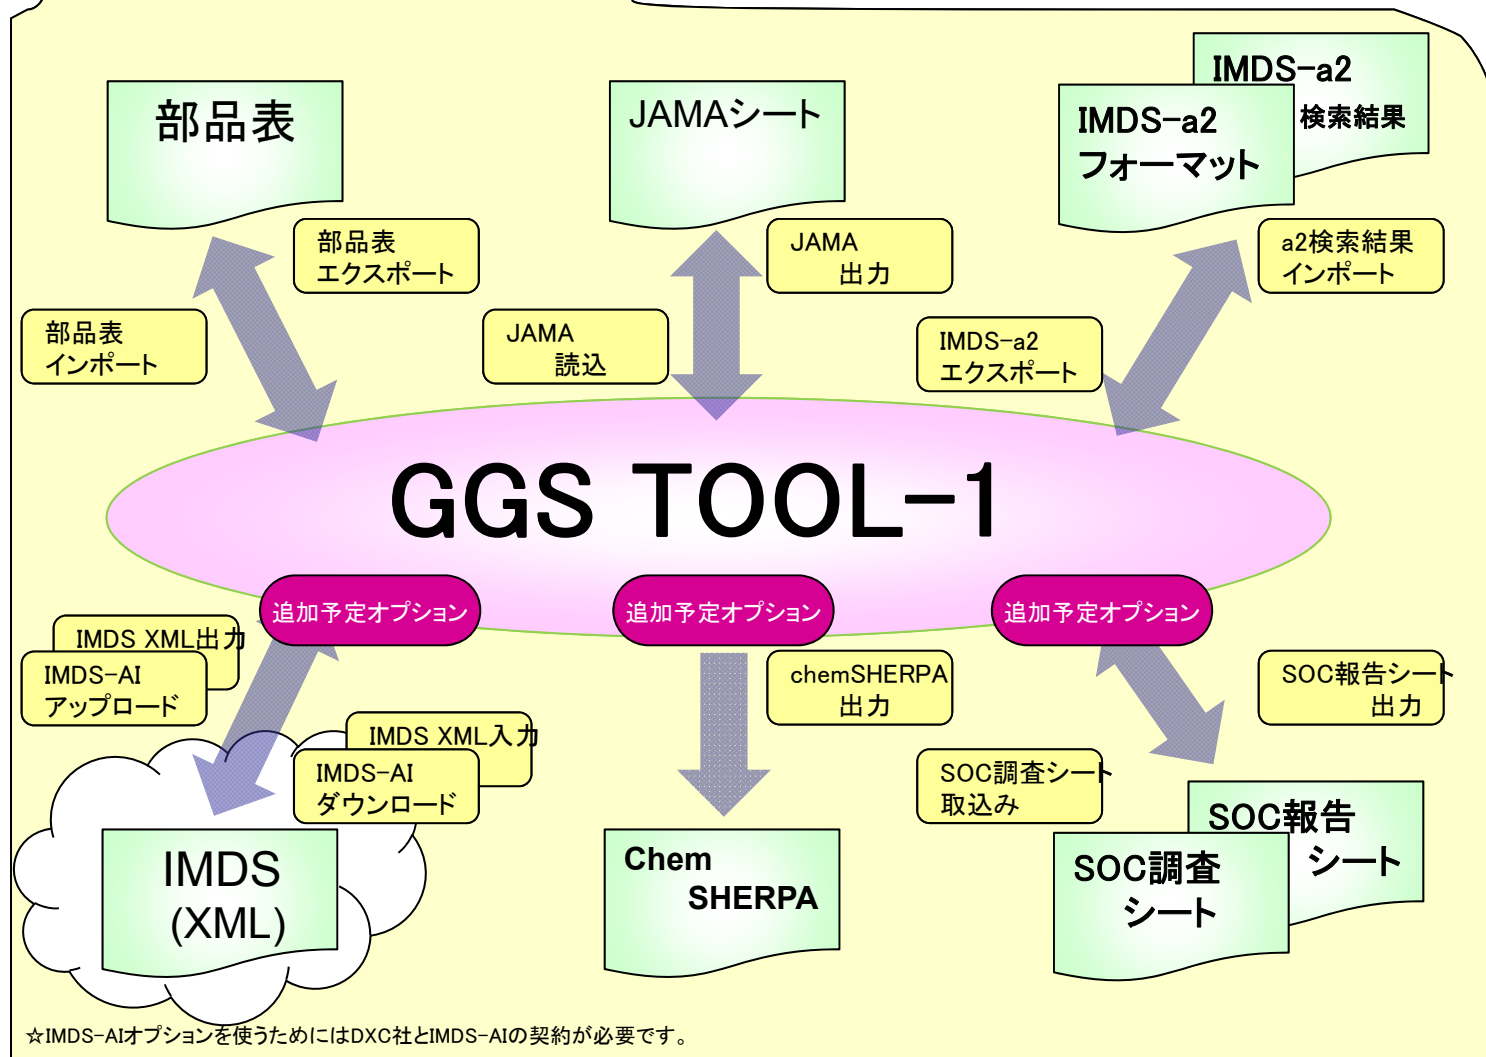 部品表
JAMAシート
IMDS-a2
検索結果
IMDS-a2
フォーマット
部品表
エクスポート
部品表
インポート
JAMA
出力
JAMA
読込
a2検索結果
インポート
IMDS-a2
エクスポート
GGS TOOL-1
追加予定オプション
追加予定オプション
追加予定オプション
IMDS XML出力
IMDS-AI
アップロード
IMDS XML入力
IMDS-AI
ダウンロード
chemSHERPA
出力
SOC報告シート
出力
SOC調査シート
取込み
IMDS
(XML)
Chem
SHERPA
SOC報告
シート
SOC調査
シート
☆IMDS-AIオプションを使うためにはDXC社とIMDS-AIの契約が必要です。